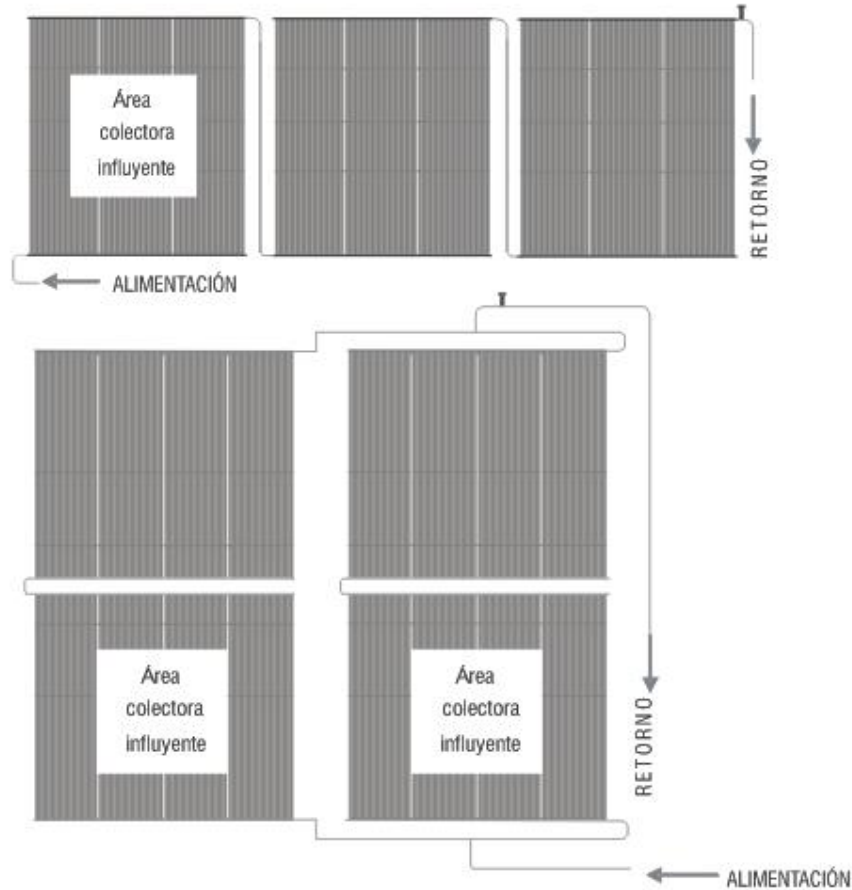 Área
colectora
influyente
RETORNO
ALIMENTACIÓN
Área
colectora
influyente
Área
colectora
influyente
RETORNO
ALIMENTACIÓN